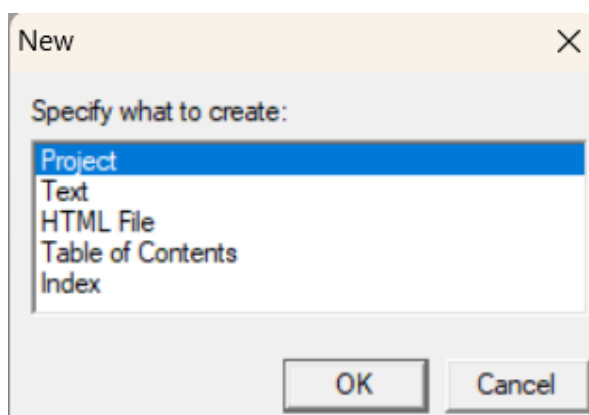 New
Specify what to create:
Project
Text
HTML File
Table of Contents
Index
OK Cancel